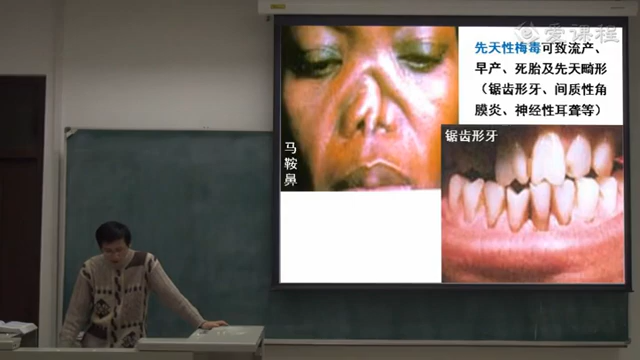 爱课程
先天性梅毒可致流产、
早产、死胎及先天畸形
（锯齿形牙、间质性角
膜炎、神经性耳聋等）
马
鞍
鼻
锯齿形牙